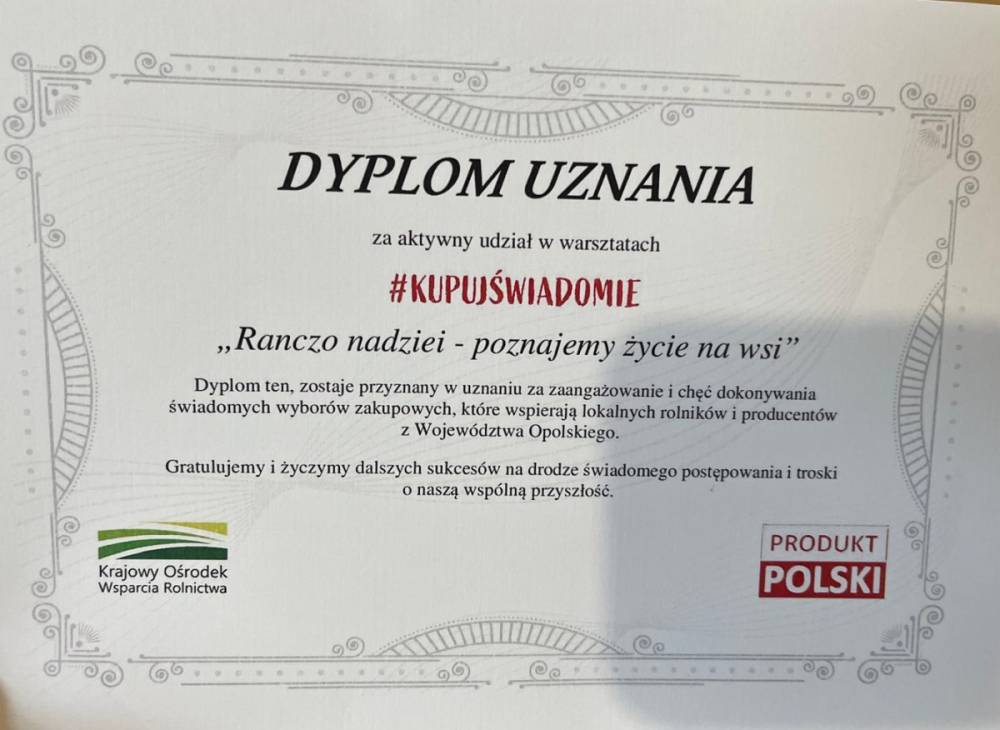 DYPLOM UZNANIA
za aktywny udział w warsztatach
#KUPUJŚWIADOMIE
„Ranczo nadziei - poznajemy życie na wsi”
Dyplom ten, zostaje przyznany w uznaniu za zaangażowanie i chęć dokonywania
świadomych wyborów zakupowych, które wspierają lokalnych rolników i producentów
z Województwa Opolskiego.
Gratulujemy i życzymy dalszych sukcesów na drodze świadomego postępowania i troski
o naszą wspólną przyszłość.
Krajowy Ośrodek
Wsparcia Rolnictwa
PRODUKT
POLSKI